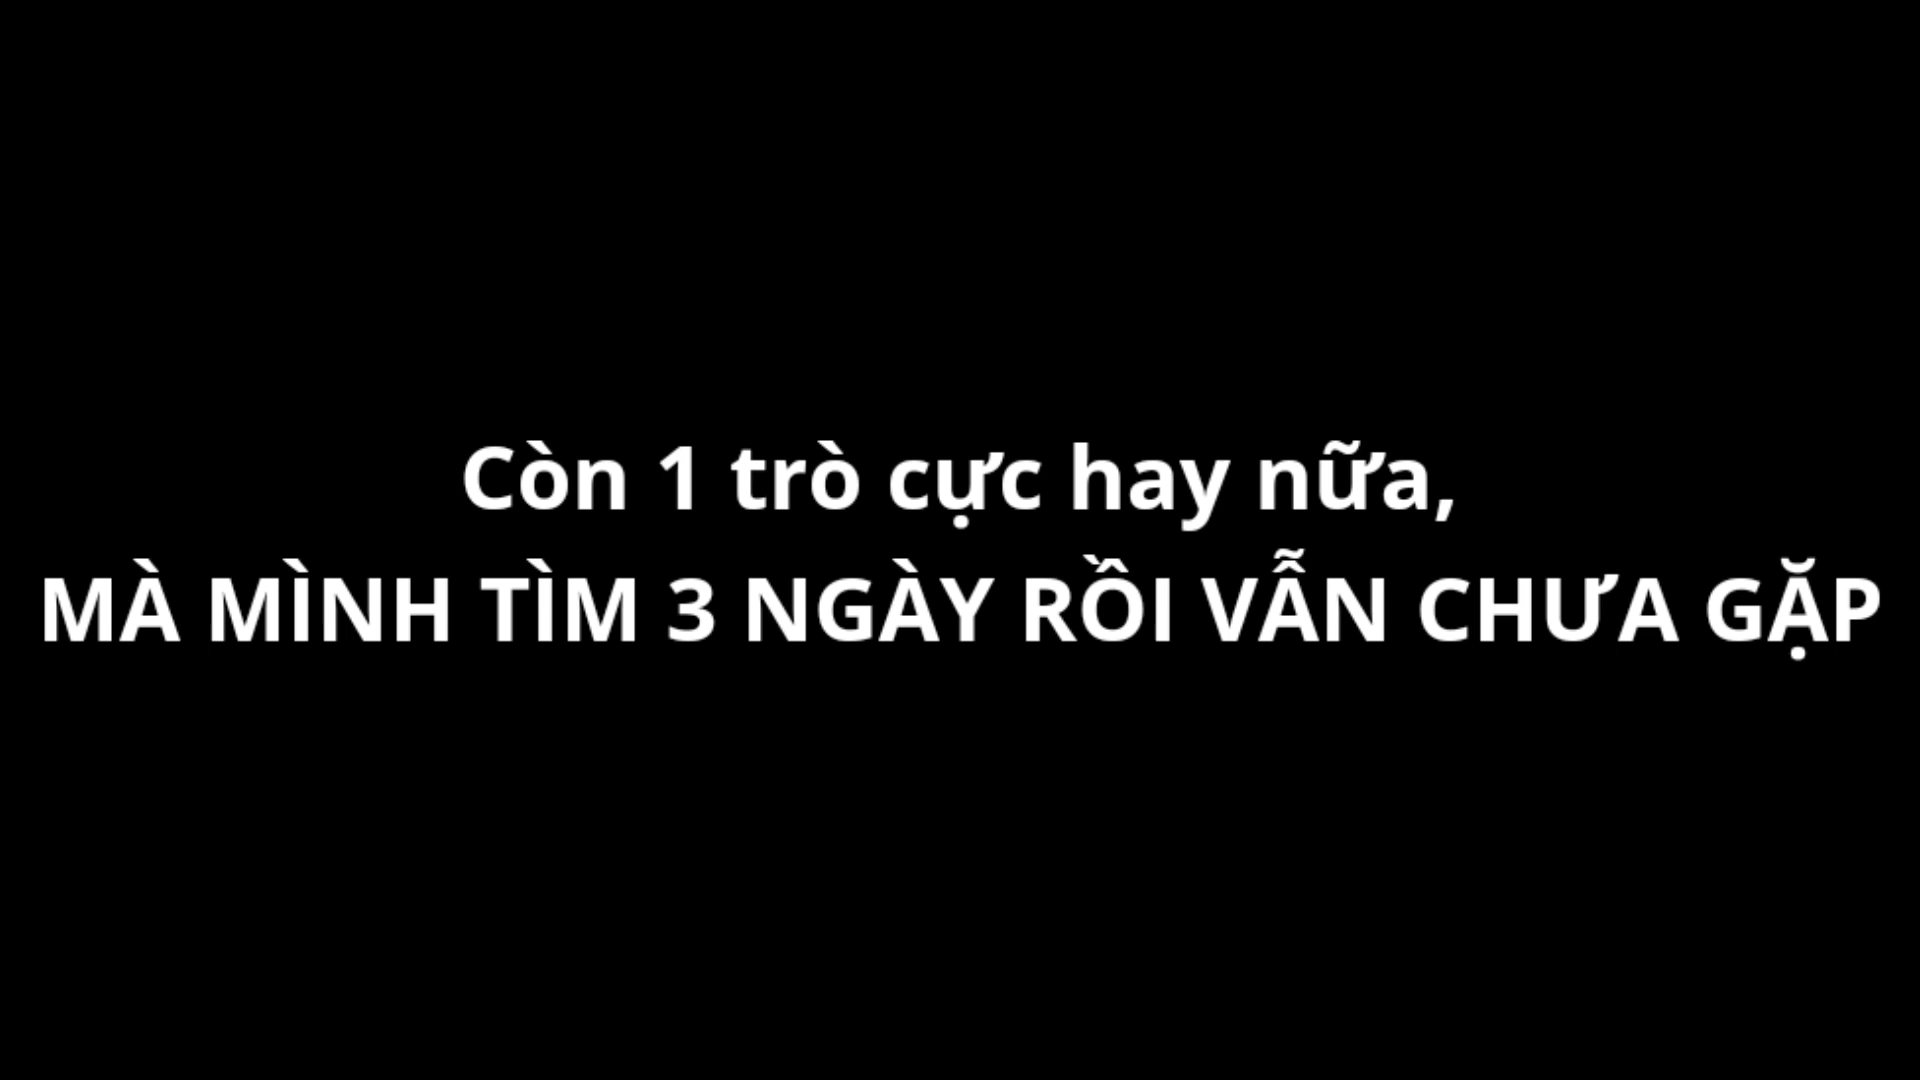 Còn 1 trò cực hay nữa,
MÀ MÌNH TÌM 3 NGÀY RỒI VẪN CHƯA GẶP